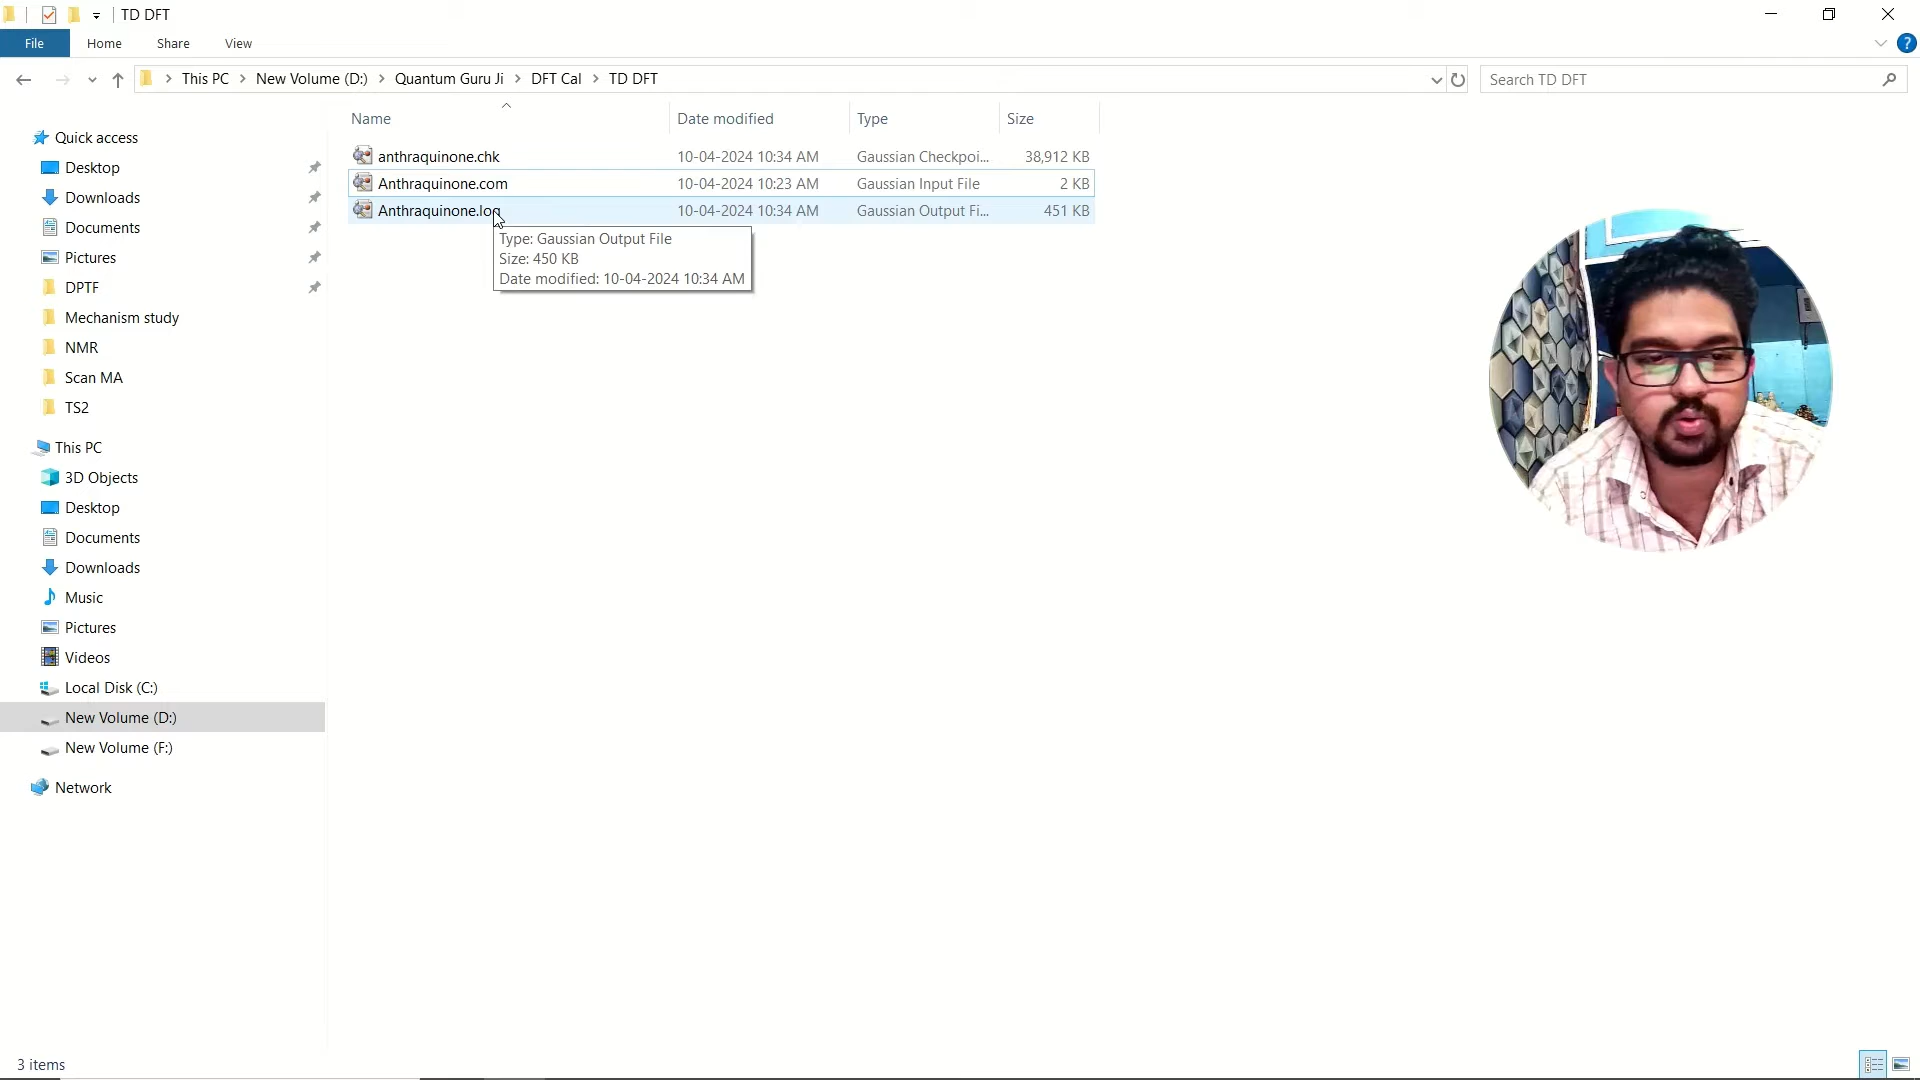 TD DFT
File
Home
Share
View
This PC
New Volume (D:)
Quantum Guru Ji
DFT Cal
TD DFT
Search TD DFT
Name
Date modified
Type
Size
anthraquinone.chk
10-04-2024 10:34 AM
Gaussian Checkpoi...
38,912 KB
Anthraquinone.com
10-04-2024 10:23 AM
Gaussian Input File
2 KB
Anthraquinone.log
10-04-2024 10:34 AM
Gaussian Output Fi...
451 KB
Type: Gaussian Output File
Size: 450 KB
Date modified: 10-04-2024 10:34 AM
Quick access
Desktop
Downloads
Documents
Pictures
DPTF
Mechanism study
NMR
Scan MA
TS2
This PC
3D Objects
Desktop
Documents
Downloads
Music
Pictures
Videos
Local Disk (C:)
New Volume (D:)
New Volume (F:)
Network
3 items